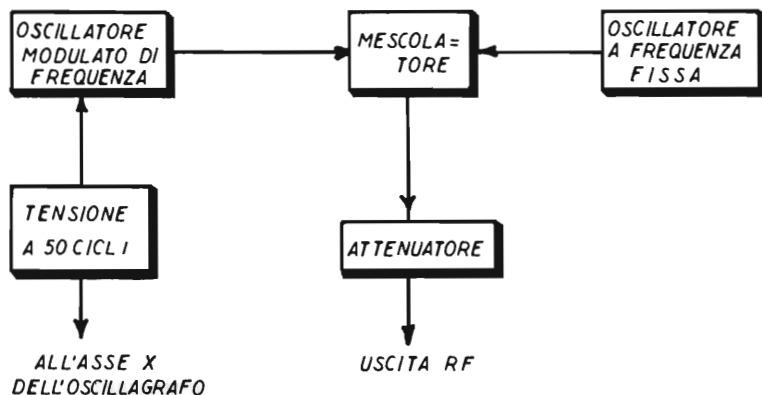 OSCILLATORE
MODULATO DI
FREQUENZA
MESCOLA=
TORE
OSCILLATORE
A FREQUENZA
FISSA
TENSIONE
A 50 CICLI
ATTENUATORE
ALL'ASSE X
DELL'OSCILLAGRAFO
USCITA RF